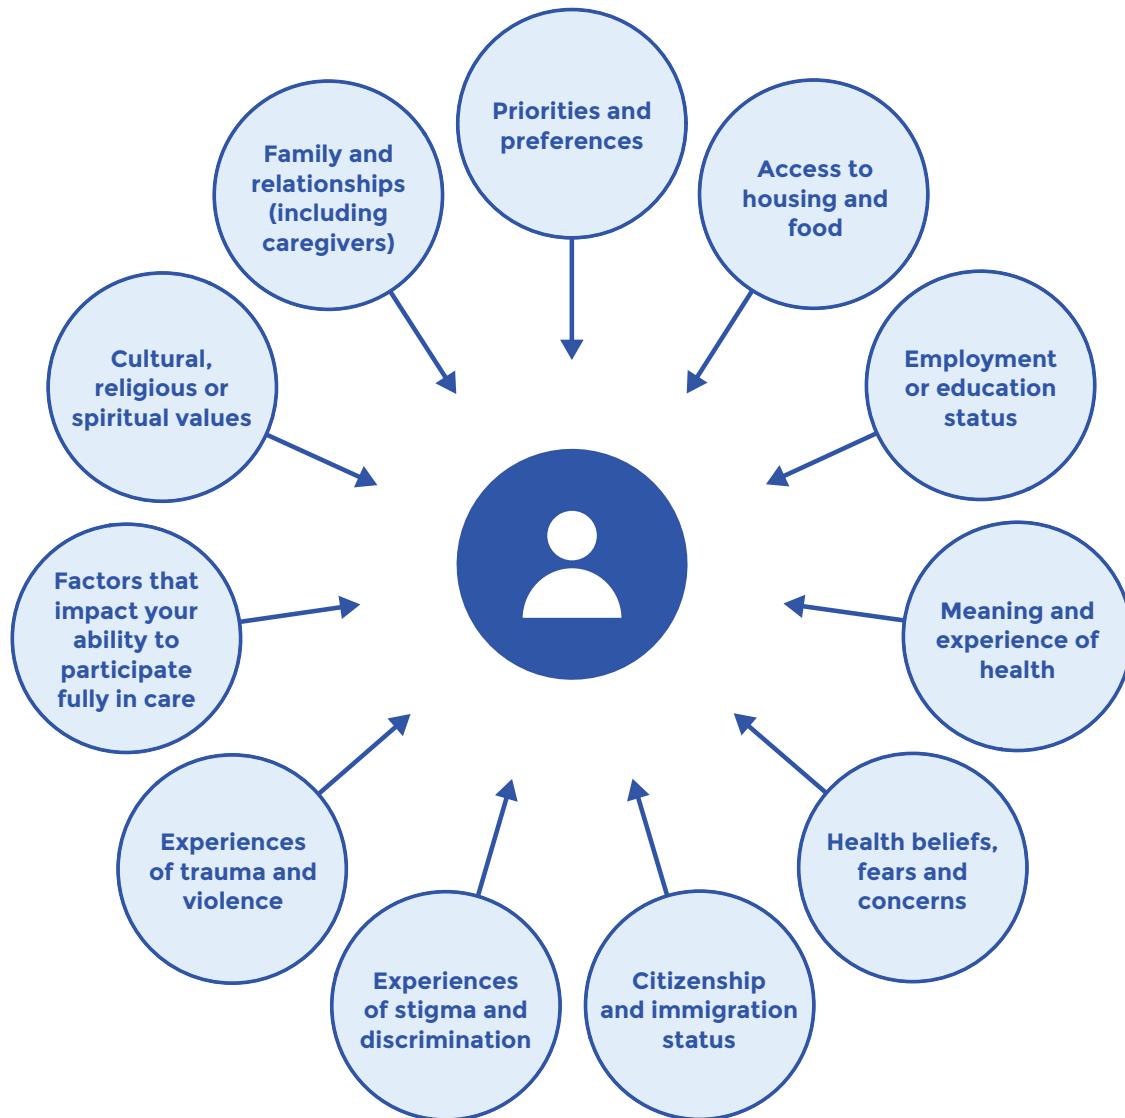 Priorities and
preferences
Access to
housing and
food
Employment
or education
status
Meaning and
experience of
health
Health beliefs,
fears and
concerns
Citizenship
and immigration
status
Experiences
of stigma and
discrimination
Experiences
of trauma and
violence
Factors that
impact your
ability to
participate
fully in care
Cultural,
religious or
spiritual values
Family and
relationships
(including
caregivers)